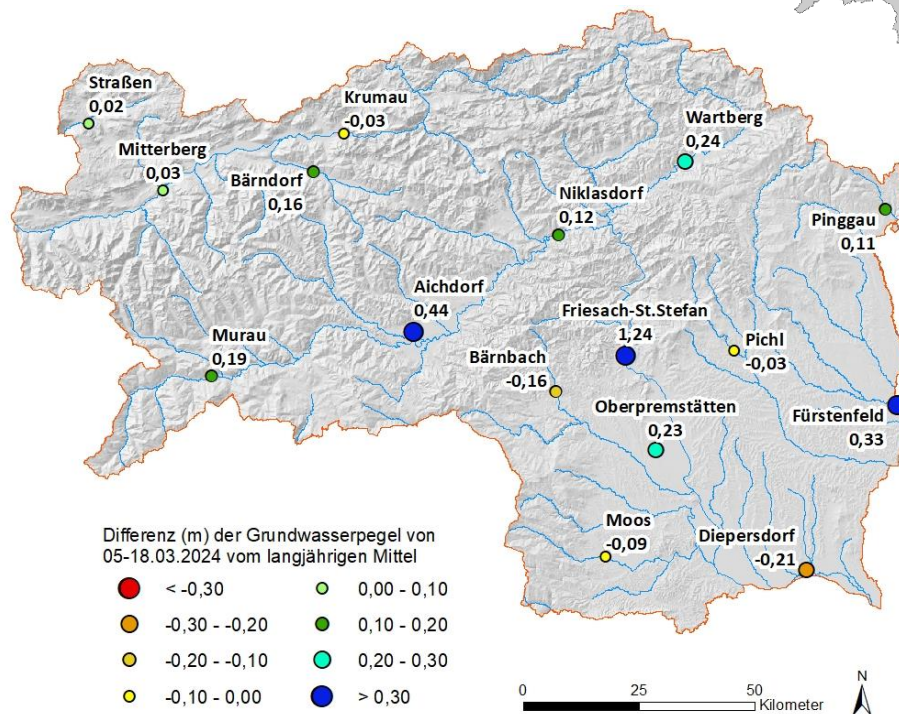 Straßen
0,02
Krumau
-0,03
Wartberg
0,24
Mitterberg
0,03
Bärndorf
0,16
Niklasdorf
0,12
Pinggau
0,11
Aichdorf
0,44
Friesach-St.Stefan
1,24
Murau
0,19
Bärnbach
-0,16
Pichl
-0,03
Oberpremstätten
0,23
Fürstenfeld
0,33
Moos
-0,09
Diepersdorf
-0,21
Differenz (m) der Grundwasserpegel von
05-18.03.2024 vom langjährigen Mittel
< -0,30
-0,30 - -0,20
-0,20 - -0,10
-0,10 - 0,00
0,00 - 0,10
0,10 - 0,20
0,20 - 0,30
> 0,30
0 25 50
Kilometer
N